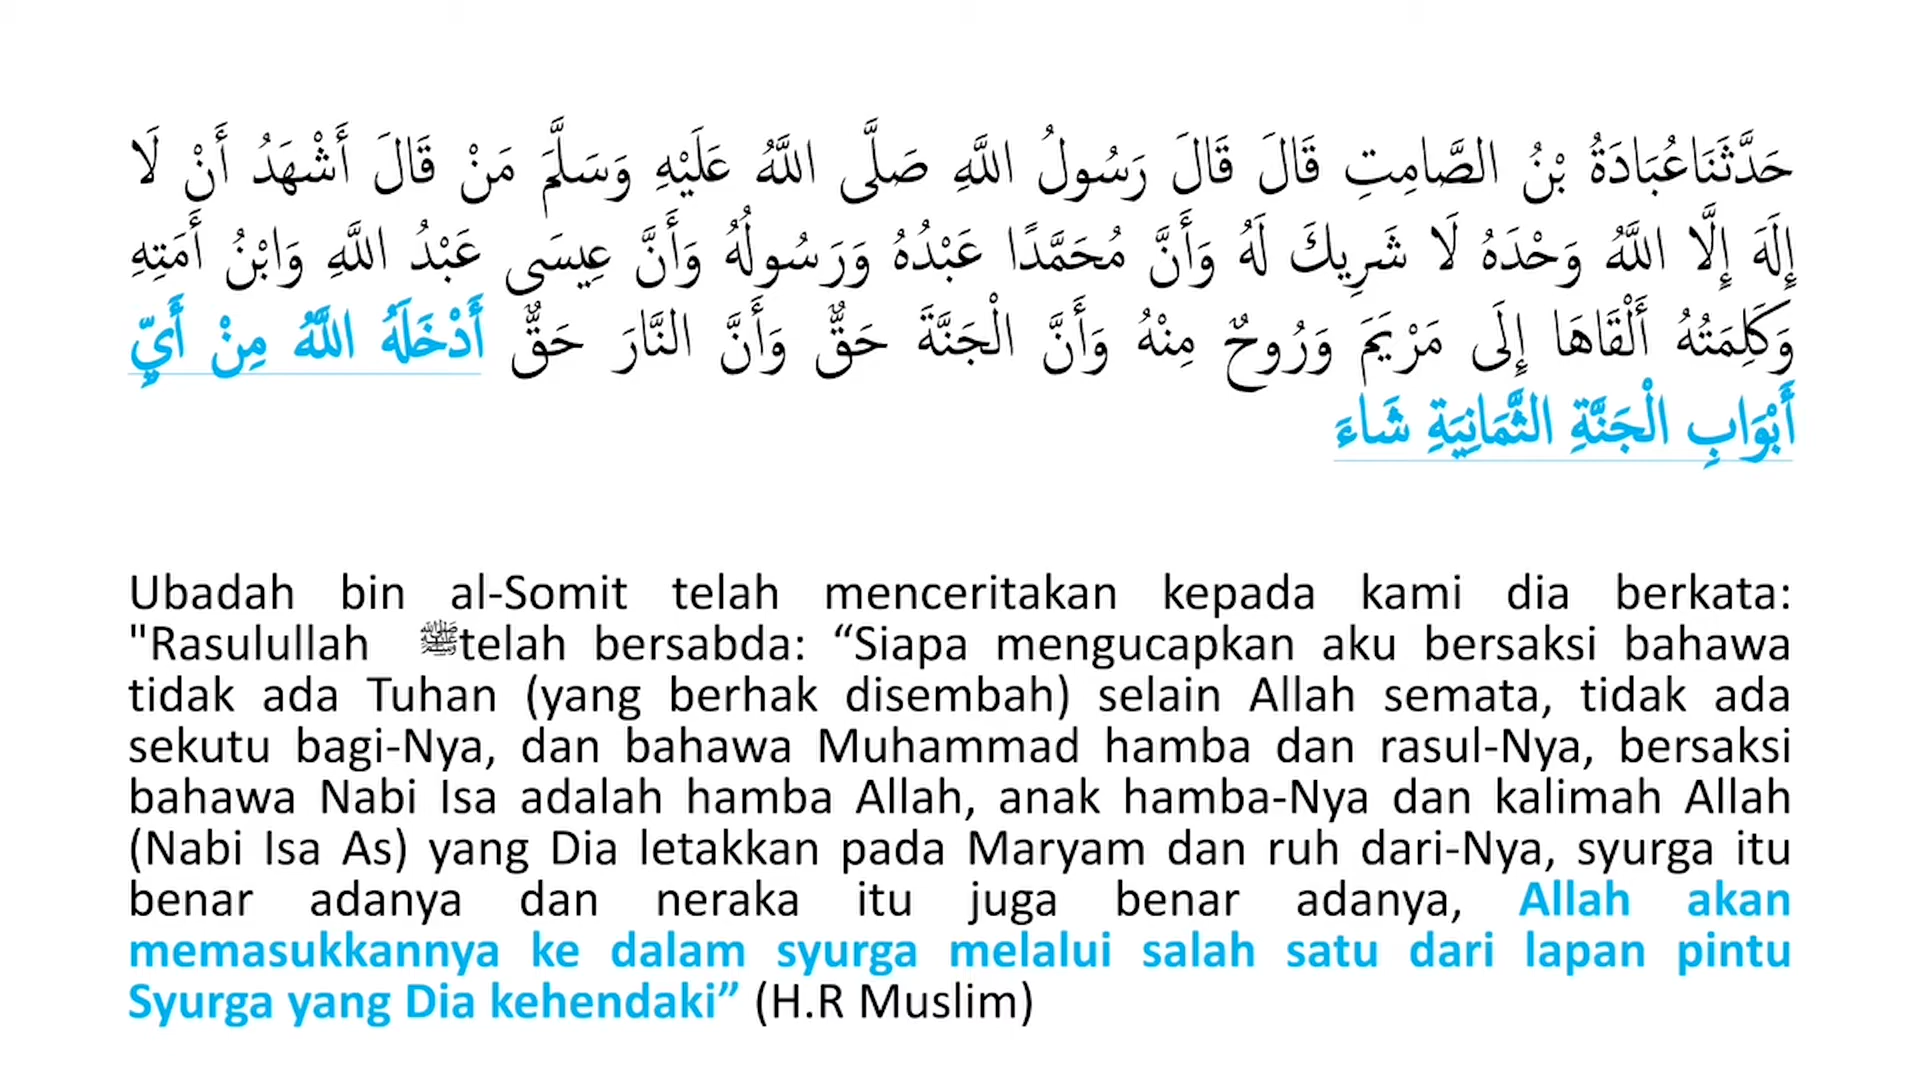 حَدَّثَنَاعُبَادَةُ بْنُ الصَّامِتِ قَالَ قَالَ رَسُولُ اللَّهِ صَلَّى اللَّهُ عَلَيْهِ وَسَلَّمَ مَنْ قَالَ أَشْهَدُ أَنْ لَا
إِلَهَ إِلَّا اللَّهُ وَحْدَهُ لَا شَرِيكَ لَهُ وَأَنَّ مُحَمَّدًا عَبْدُهُ وَرَسُولُهُ وَأَنَّ عِيسَى عَبْدُ اللَّهِ وَابْنُ أَمَتِهِ
وَكَلِمَتُهُ أَلْقَاهَا إِلَى مَرْيَمَ وَرُوحٌ مِنْهُ وَأَنَّ الْجَنَّةَ حَقٌّ وَأَنَّ النَّارَ حَقٌّ أَدْخَلَهُ اللَّهُ مِنْ أَيِّ
أَبْوَابِ الْجَنَّةِ الثَّمَانِيَةِ شَاءَ
Ubadah bin al-Somit telah menceritakan kepada kami dia berkata:
"Rasulullah ﷺtelah bersabda: “Siapa mengucapkan aku bersaksi bahawa
tidak ada Tuhan (yang berhak disembah) selain Allah semata, tidak ada
sekutu bagi-Nya, dan bahawa Muhammad hamba dan rasul-Nya, bersaksi
bahawa Nabi Isa adalah hamba Allah, anak hamba-Nya dan kalimah Allah
(Nabi Isa As) yang Dia letakkan pada Maryam dan ruh dari-Nya, syurga itu
benar adanya dan neraka itu juga benar adanya, Allah akan
memasukkannya ke dalam syurga melalui salah satu dari lapan pintu
Syurga yang Dia kehendaki” (H.R Muslim)